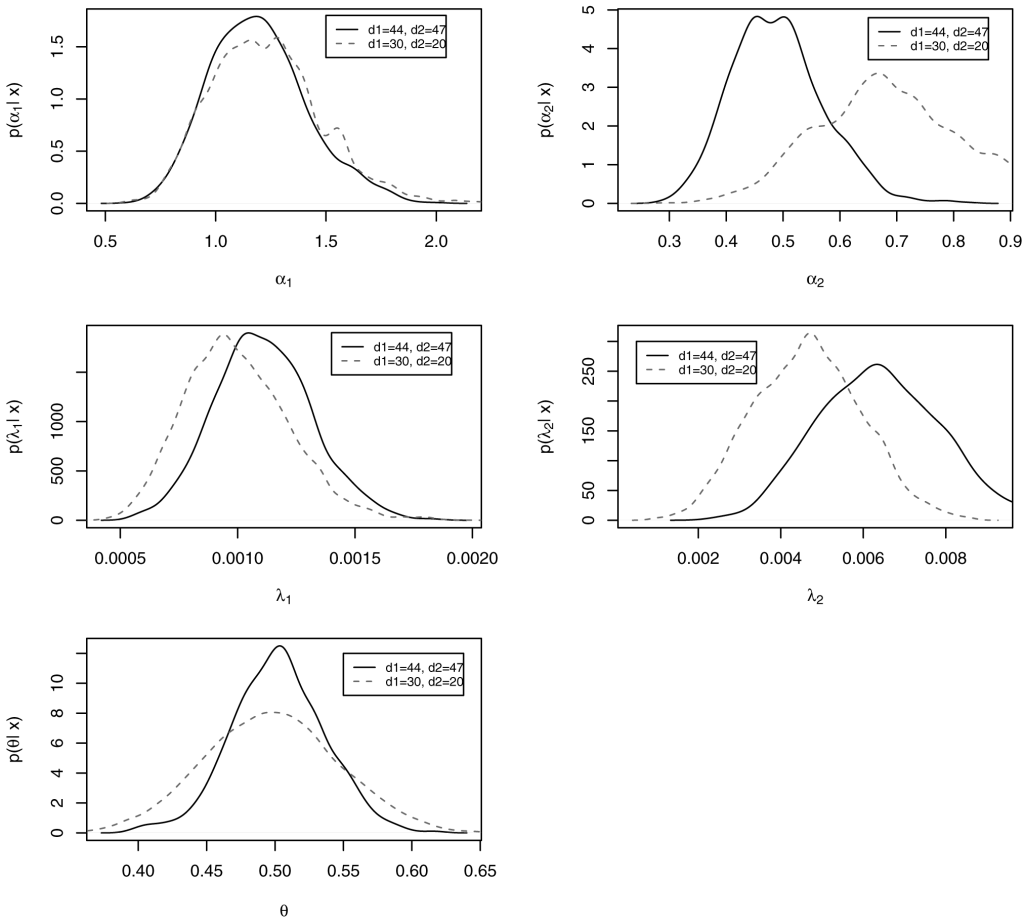 p(α₁| x)
0.0 0.5 1.0 1.5
d1=44, d2=47
d1=30, d2=20
0.5 1.0 1.5 2.0
α₁
p(α₂| x)
0 1 2 3 4 5
d1=44, d2=47
d1=30, d2=20
0.3 0.4 0.5 0.6 0.7 0.8 0.9
α₂
p(λ₁| x)
0 500 1000
d1=44, d2=47
d1=30, d2=20
0.0005 0.0010 0.0015 0.0020
λ₁
p(λ₂| x)
0 50 150 250
d1=44, d2=47
d1=30, d2=20
0.002 0.004 0.006 0.008
λ₂
p(θ| x)
0 2 4 6 8 10
d1=44, d2=47
d1=30, d2=20
0.40 0.45 0.50 0.55 0.60 0.65
θ